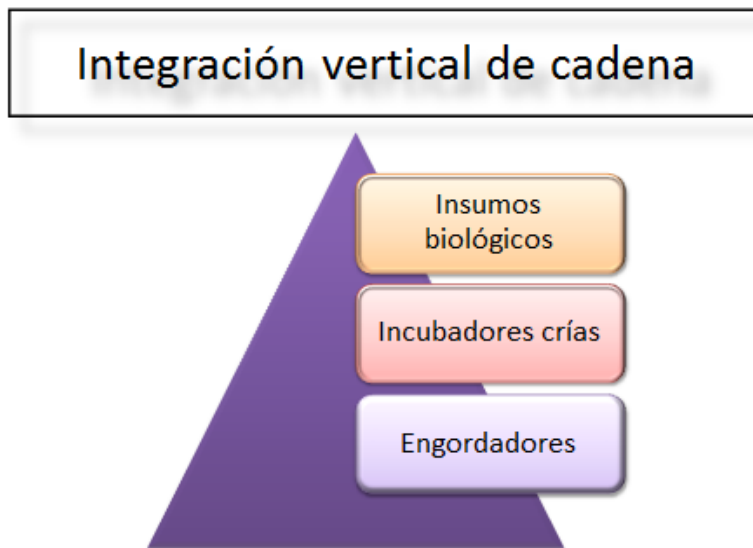 Integración vertical de cadena
Insumos
biológicos
Incubadores crías
Engordadores